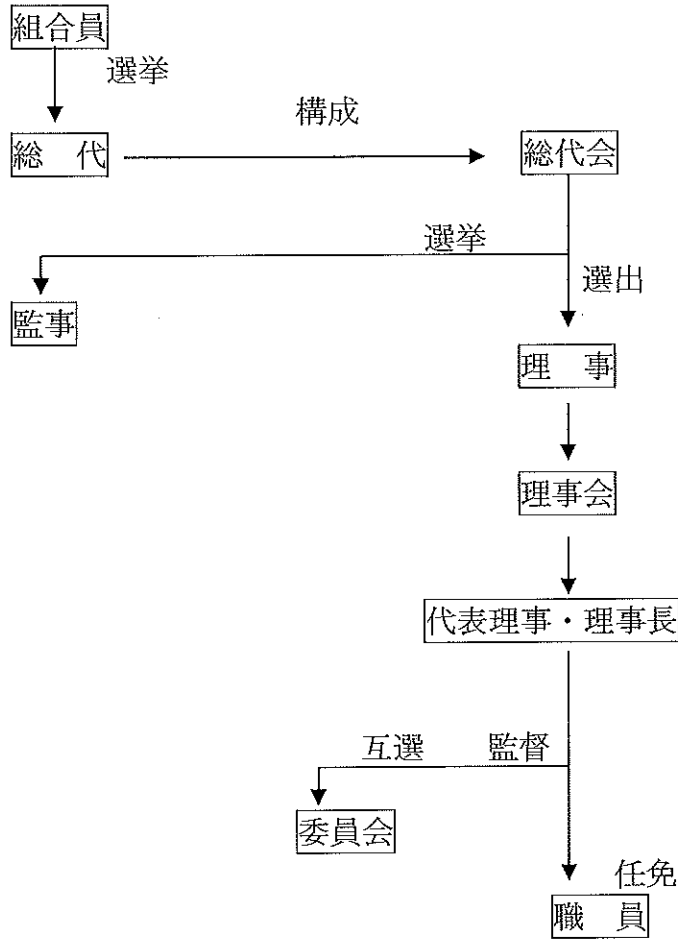 組合員
選挙
構成
総　代
総代会
選挙
選出
監事
理　事
理事会
代表理事・理事長
互選　監督
委員会
任免
職　員